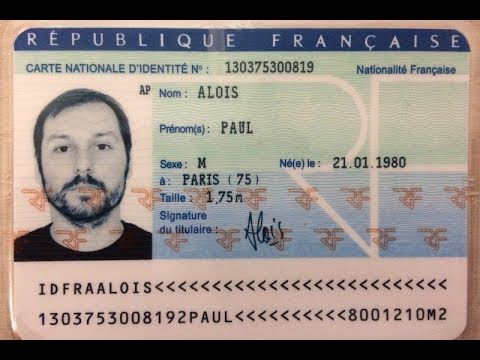 RÉPUBLIQUE FRANÇAISE
CARTE NATIONALE D'IDENTITÉ N° : 130375300819 Nationalité Française
AP Nom : ALOIS
Prénom(s) : PAUL
Sexe : M Né(e) le : 21.01.1980
à : PARIS (75)
Taille : 1,75m
Signature
du titulaire : Alois
IDFRAALOIS<<<<<<<<<<<<<<<<<<<<<<<<<<
1303753008192PAUL<<<<<<<<<8001210M2